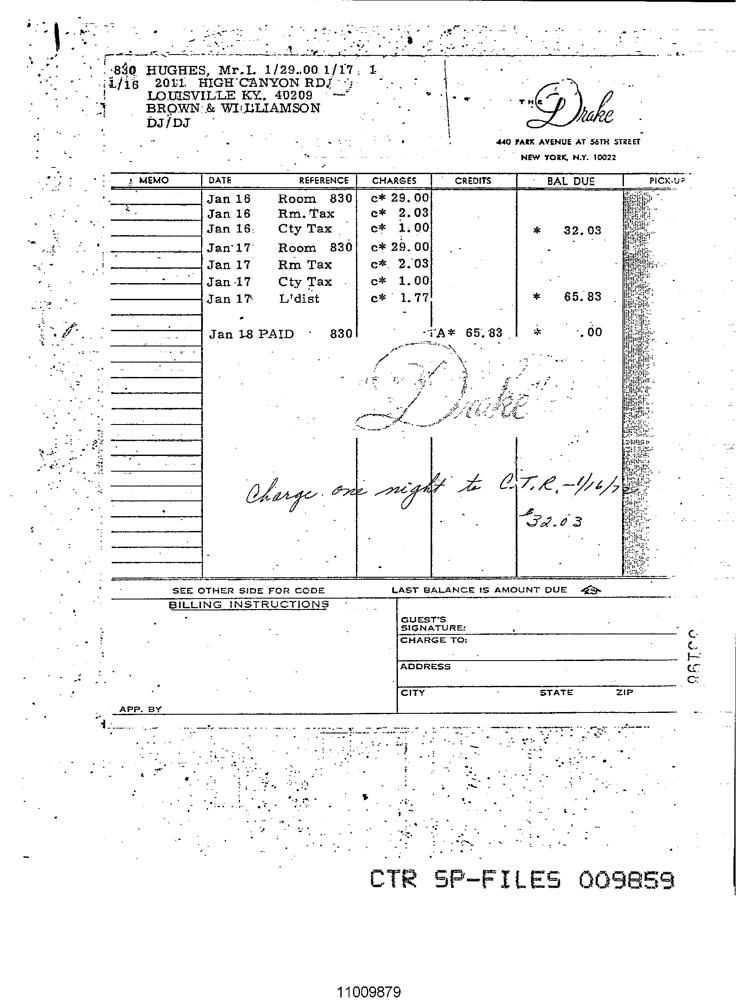 830 HUGHES, Mr. L 1/29.00 1/17 1
1/16 2011 HIGH CANYON RD.
LOUISVILLE KY. 40209
BROWN & WILLIAMSON
DJ/DJ
THE Drake
440 PARK AVENUE AT 56TH STREET
NEW YORK, N.Y. 10022
MEMO DATE REFERENCE CHARGES CREDITS BAL DUE PICK-UP
Jan 16 Room 830 c* 29.00
Jan 16 Rm. Tax c* 2.03
Jan 16 Cty Tax c* 1.00 * 32.03
Jan 17 Room 830 c* 29.00
Jan 17 Rm Tax c* 2.03
Jan 17 Cty Tax c* 1.00
Jan 17 L'dist c* 1.77 * 65.83
Jan 18 PAID 830 TA* 65.83 * .00
Drake
Charge one night to C.T.R. - 1/16/72
$32.03
SEE OTHER SIDE FOR CODE LAST BALANCE IS AMOUNT DUE
BILLING INSTRUCTIONS
GUEST'S
SIGNATURE:
CHARGE TO:
ADDRESS
CITY STATE ZIP
APP. BY
CTR SP-FILES 009859
11009879